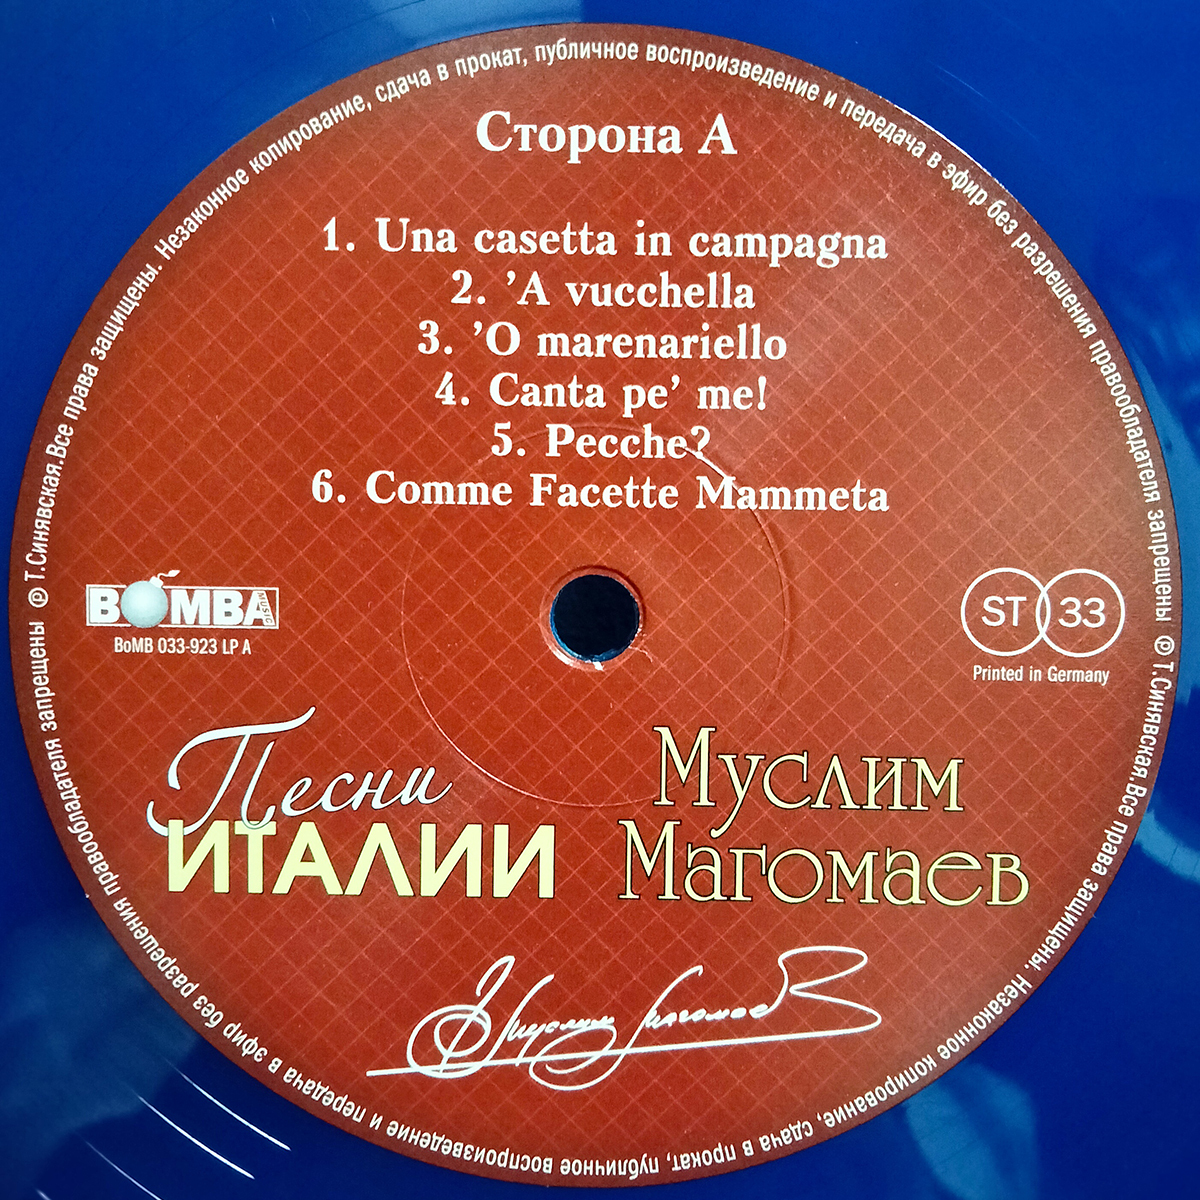 Сторона А
1. Una casetta in campagna
2. ’A vucchella
3. ’O marenariello
4. Canta pe’ me!
5. Pecche?
6. Comme Facette Mammeta
BOMBA MUSIC
BoMB 033-923 LP A
ST 33
Printed in Germany
Песни
ИТАЛИИ
Муслим
Магомаев
Муслим Магомаев
℗ Т.Синявская.Все права защищены. Незаконное копирование, сдача в прокат, публичное воспроизведение и передача в эфир без разрешения правообладателя запрещены
℗ Т.Синявская.Все права защищены. Незаконное копирование, сдача в прокат, публичное воспроизведение и передача в эфир без разрешения правообладателя запрещены